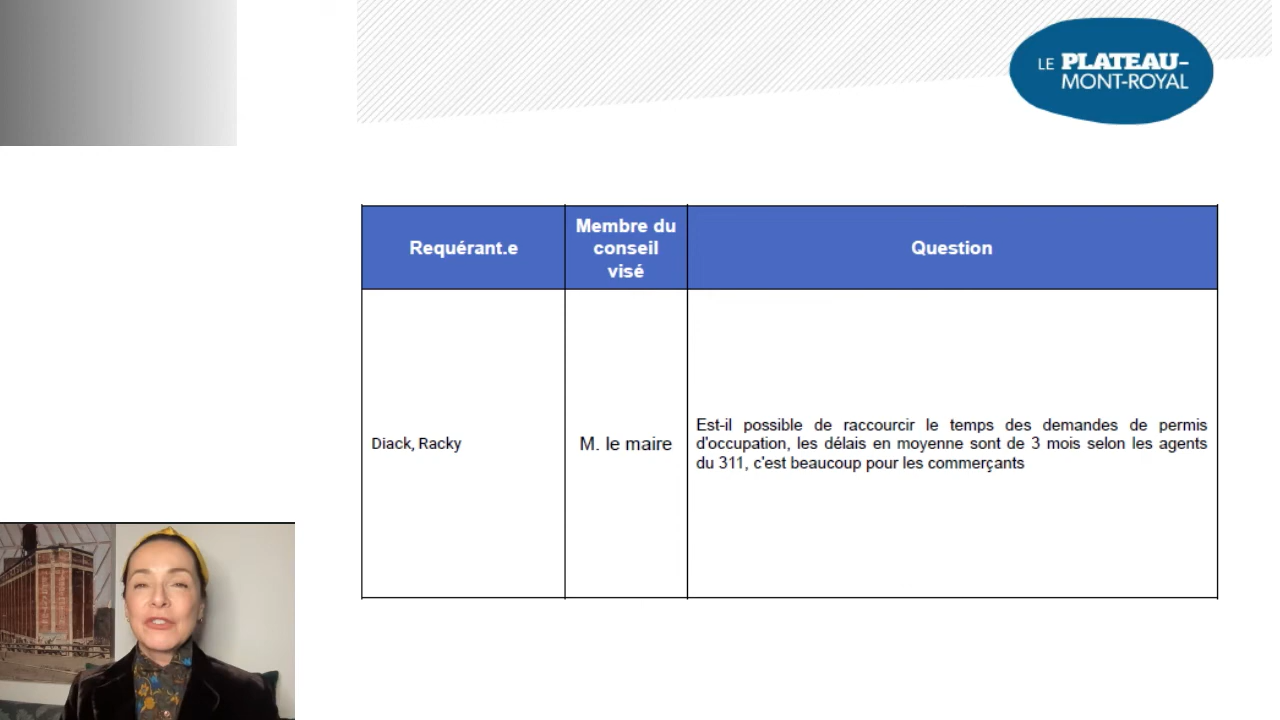 LE PLATEAU-
MONT-ROYAL
Requérant.e
Membre du
conseil
visé
Question
Diack, Racky
M. le maire
Est-il possible de raccourcir le temps des demandes de permis
d'occupation, les délais en moyenne sont de 3 mois selon les agents
du 311, c'est beaucoup pour les commerçants